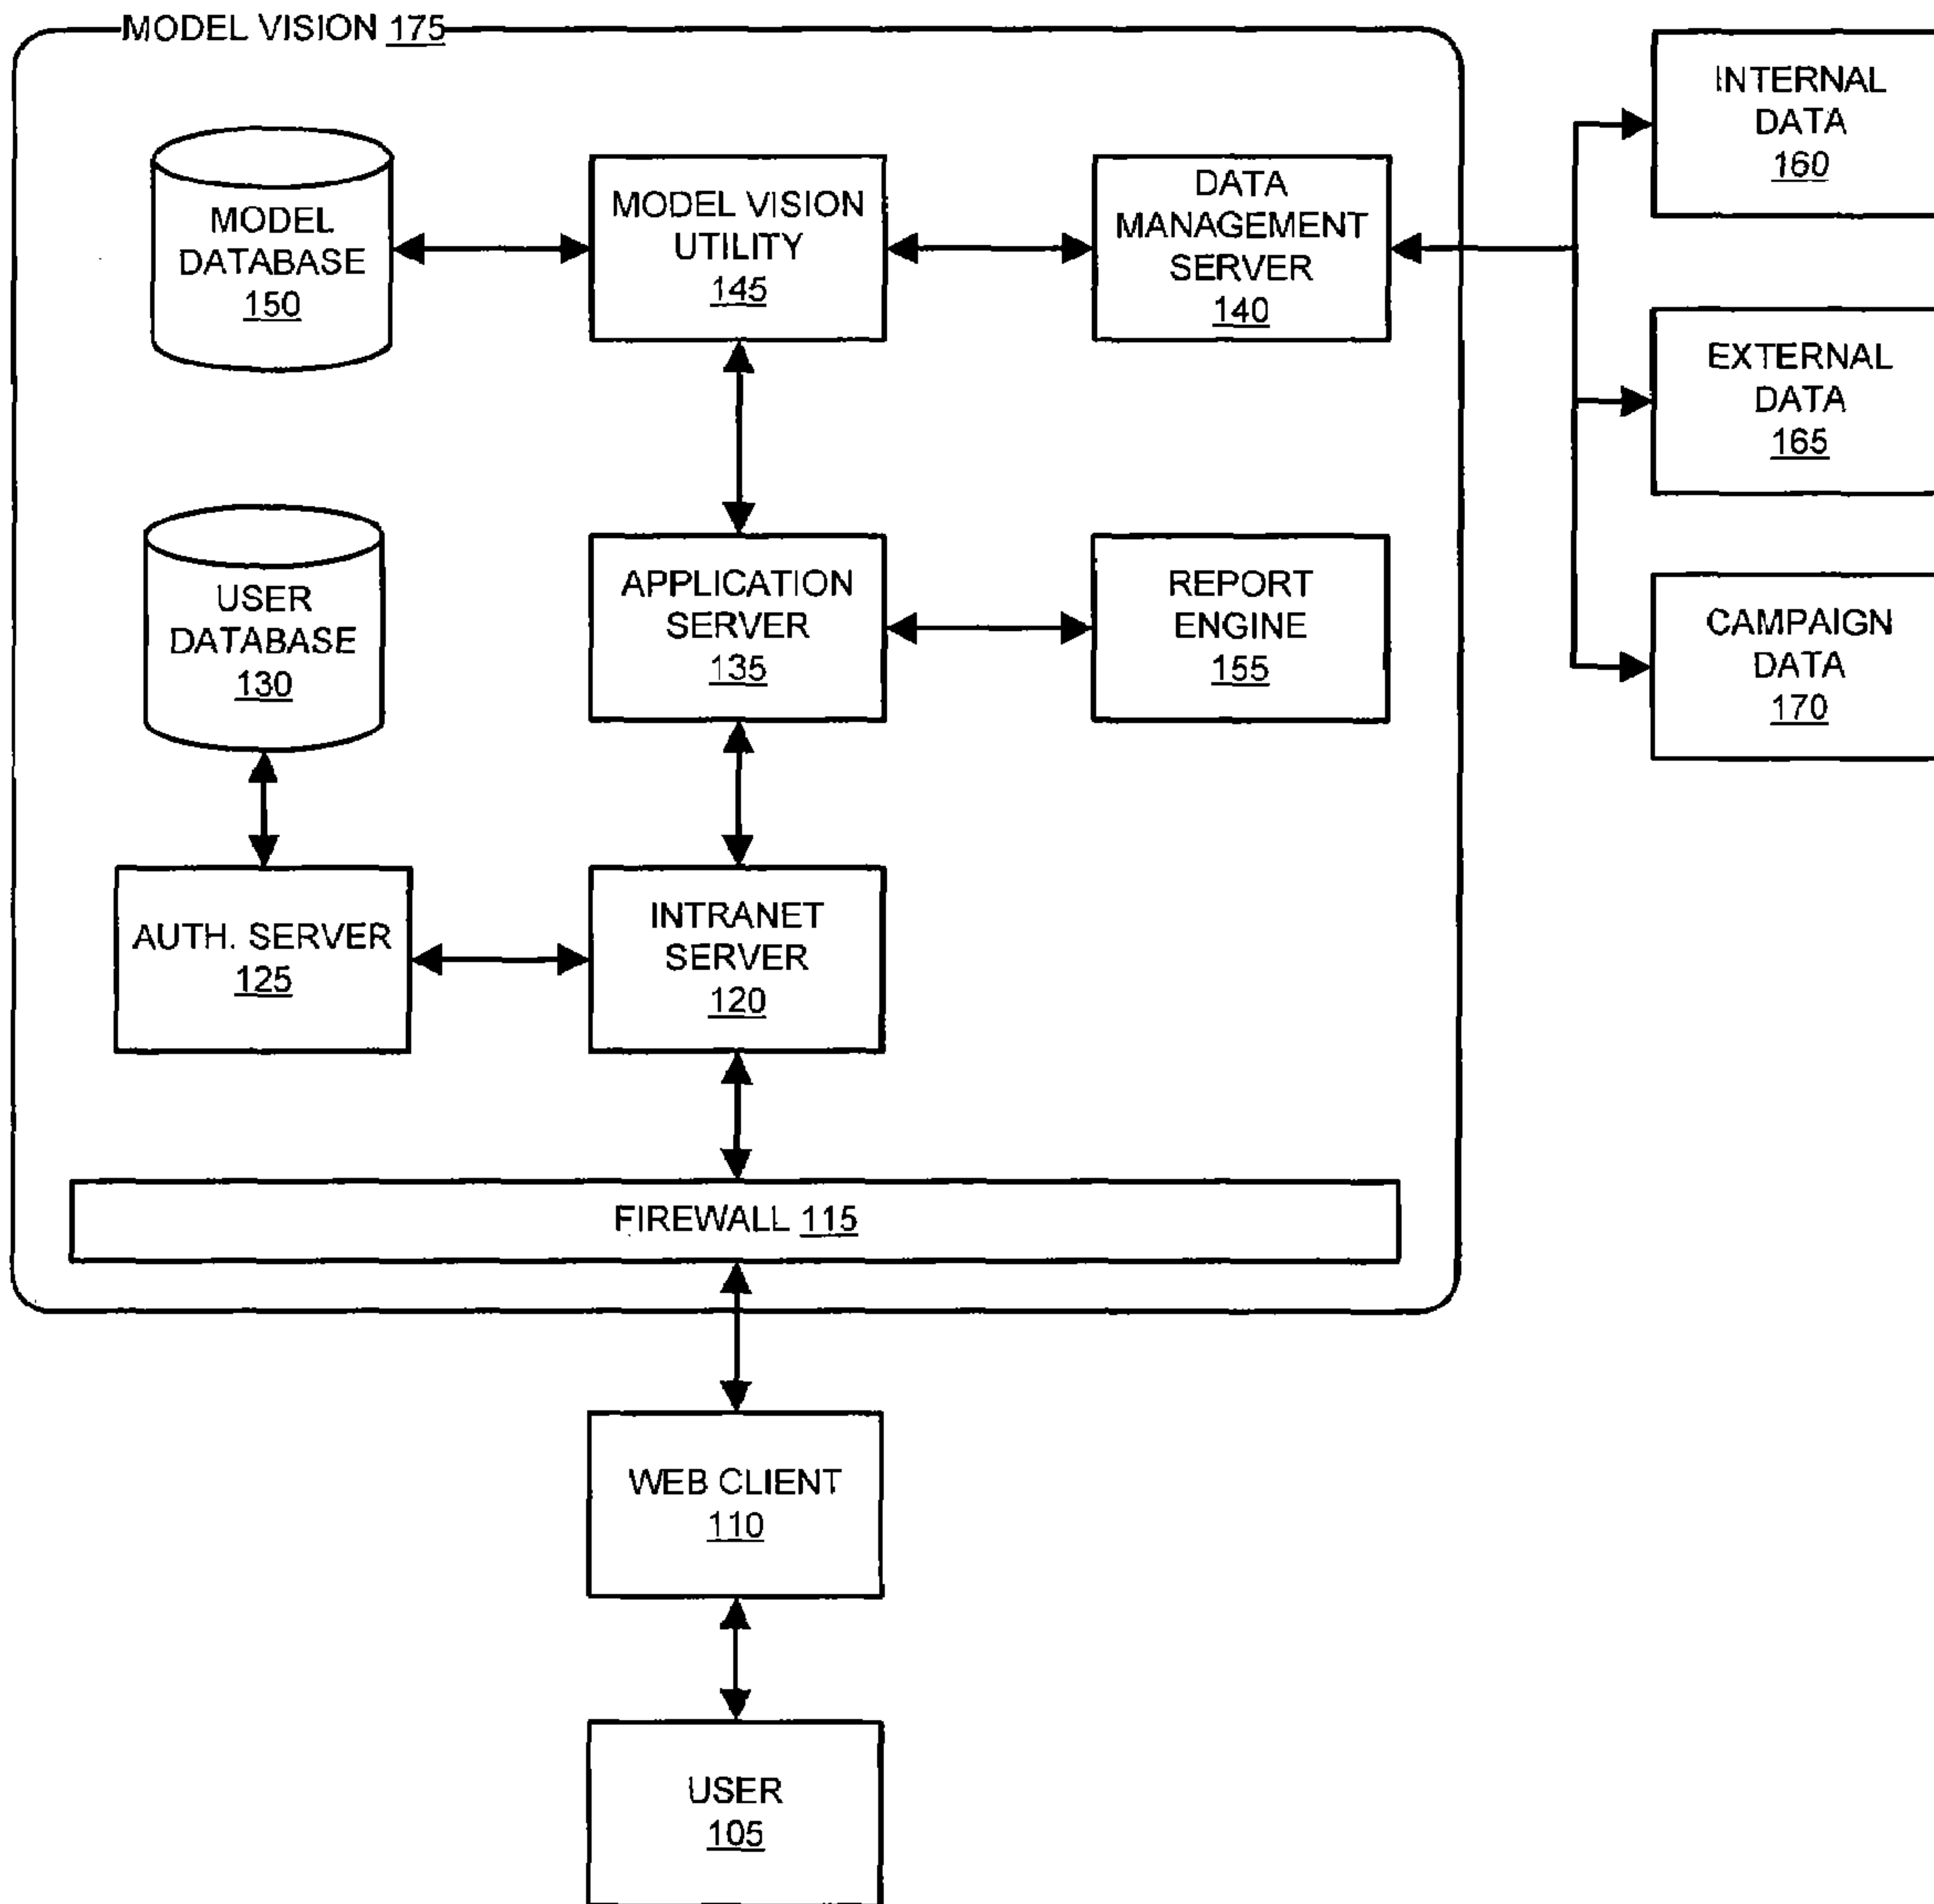 MODEL VISION 175
INTERNAL
DATA
160
MODEL
DATABASE
150
MODEL VISION
UTILITY
145
DATA
MANAGEMENT
SERVER
140
EXTERNAL
DATA
165
USER
DATABASE
130
APPLICATION
SERVER
135
REPORT
ENGINE
155
CAMPAIGN
DATA
170
AUTH. SERVER
125
INTRANET
SERVER
120
FIREWALL 115
WEB CLIENT
110
USER
105